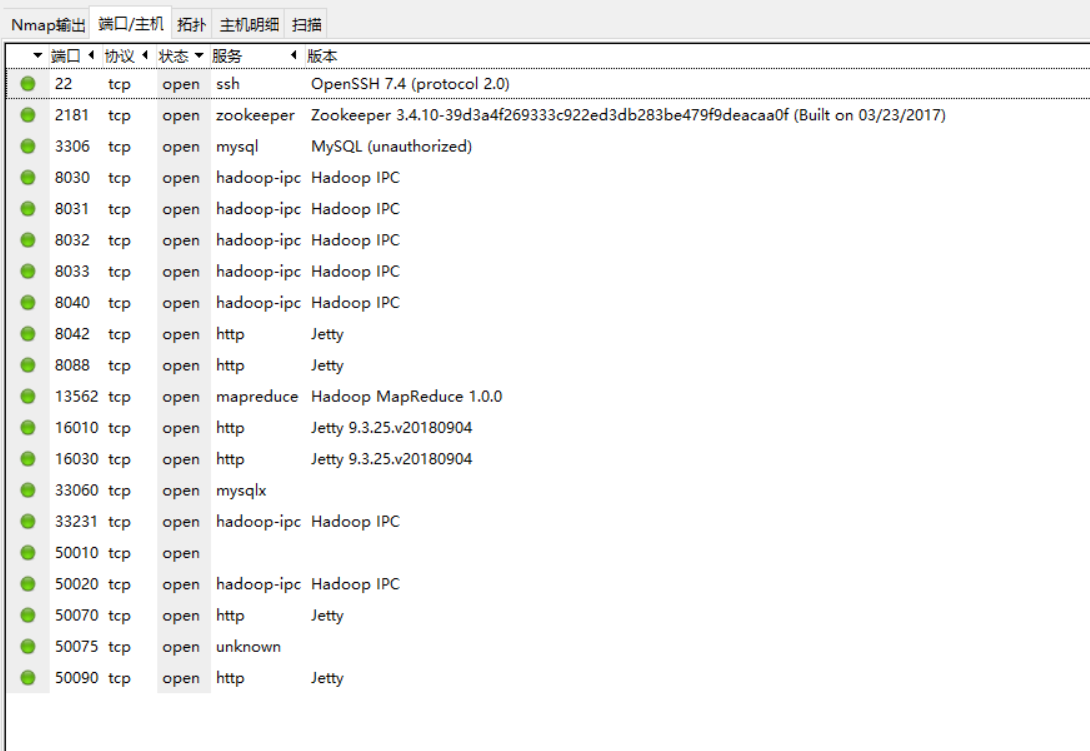 Nmap输出 端口/主机 拓扑 主机明细 扫描
端口 协议 状态 服务 版本
22 tcp open ssh OpenSSH 7.4 (protocol 2.0)
2181 tcp open zookeeper Zookeeper 3.4.10-39d3a4f269333c922ed3db283be479f9deacaa0f (Built on 03/23/2017)
3306 tcp open mysql MySQL (unauthorized)
8030 tcp open hadoop-ipc Hadoop IPC
8031 tcp open hadoop-ipc Hadoop IPC
8032 tcp open hadoop-ipc Hadoop IPC
8033 tcp open hadoop-ipc Hadoop IPC
8040 tcp open hadoop-ipc Hadoop IPC
8042 tcp open http Jetty
8088 tcp open http Jetty
13562 tcp open mapreduce Hadoop MapReduce 1.0.0
16010 tcp open http Jetty 9.3.25.v20180904
16030 tcp open http Jetty 9.3.25.v20180904
33060 tcp open mysqlx
33231 tcp open hadoop-ipc Hadoop IPC
50010 tcp open
50020 tcp open hadoop-ipc Hadoop IPC
50070 tcp open http Jetty
50075 tcp open unknown
50090 tcp open http Jetty